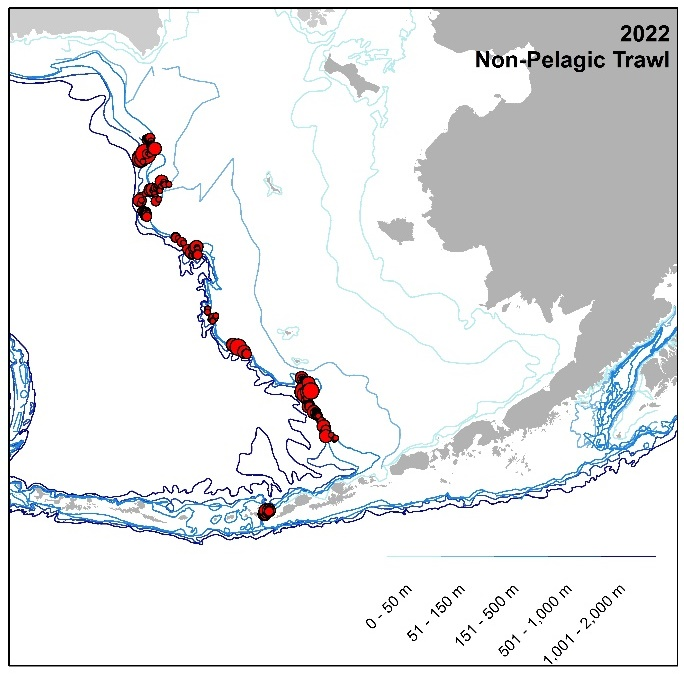 2022
Non-Pelagic Trawl
0 - 50 m
51 - 150 m
151 - 500 m
501 - 1,000 m
1,001 - 2,000 m